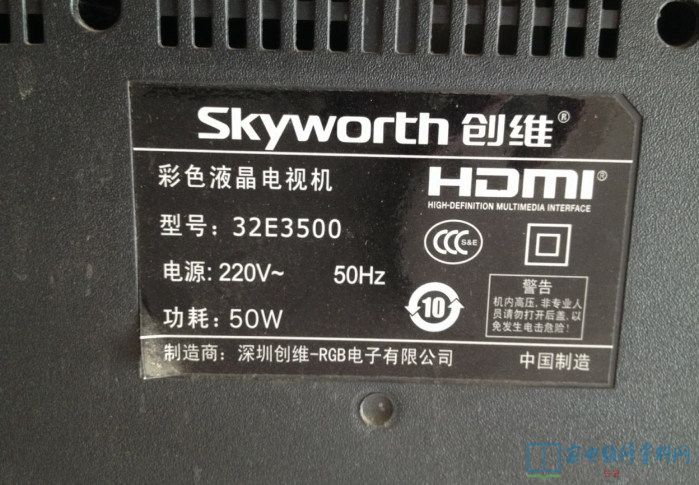 Skyworth 创维®
彩色液晶电视机
HDMI®
HIGH-DEFINITION MULTIMEDIA INTERFACE
型号: 32E3500
CCC S&E
电源: 220V~ 50Hz
10
警告
机内高压,非专业人
员请勿打开后盖,以
免发生电击危险!
功耗: 50W
制造商: 深圳创维-RGB电子有限公司 中国制造